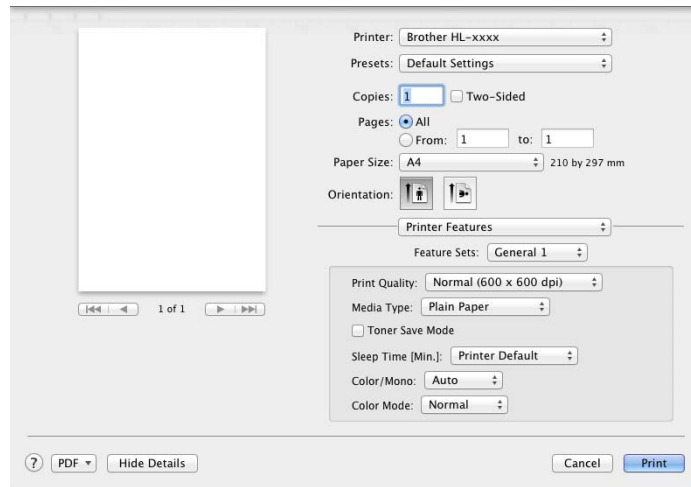 Printer: Brother HL-xxxx
Presets: Default Settings
Copies: 1 Two-Sided
Pages: All
From: 1 to: 1
Paper Size: A4 210 by 297 mm
Orientation:
Printer Features
Feature Sets: General 1
Print Quality: Normal (600 x 600 dpi)
Media Type: Plain Paper
Toner Save Mode
Sleep Time [Min.]: Printer Default
Color/Mono: Auto
Color Mode: Normal
1 of 1
? PDF Hide Details Cancel Print